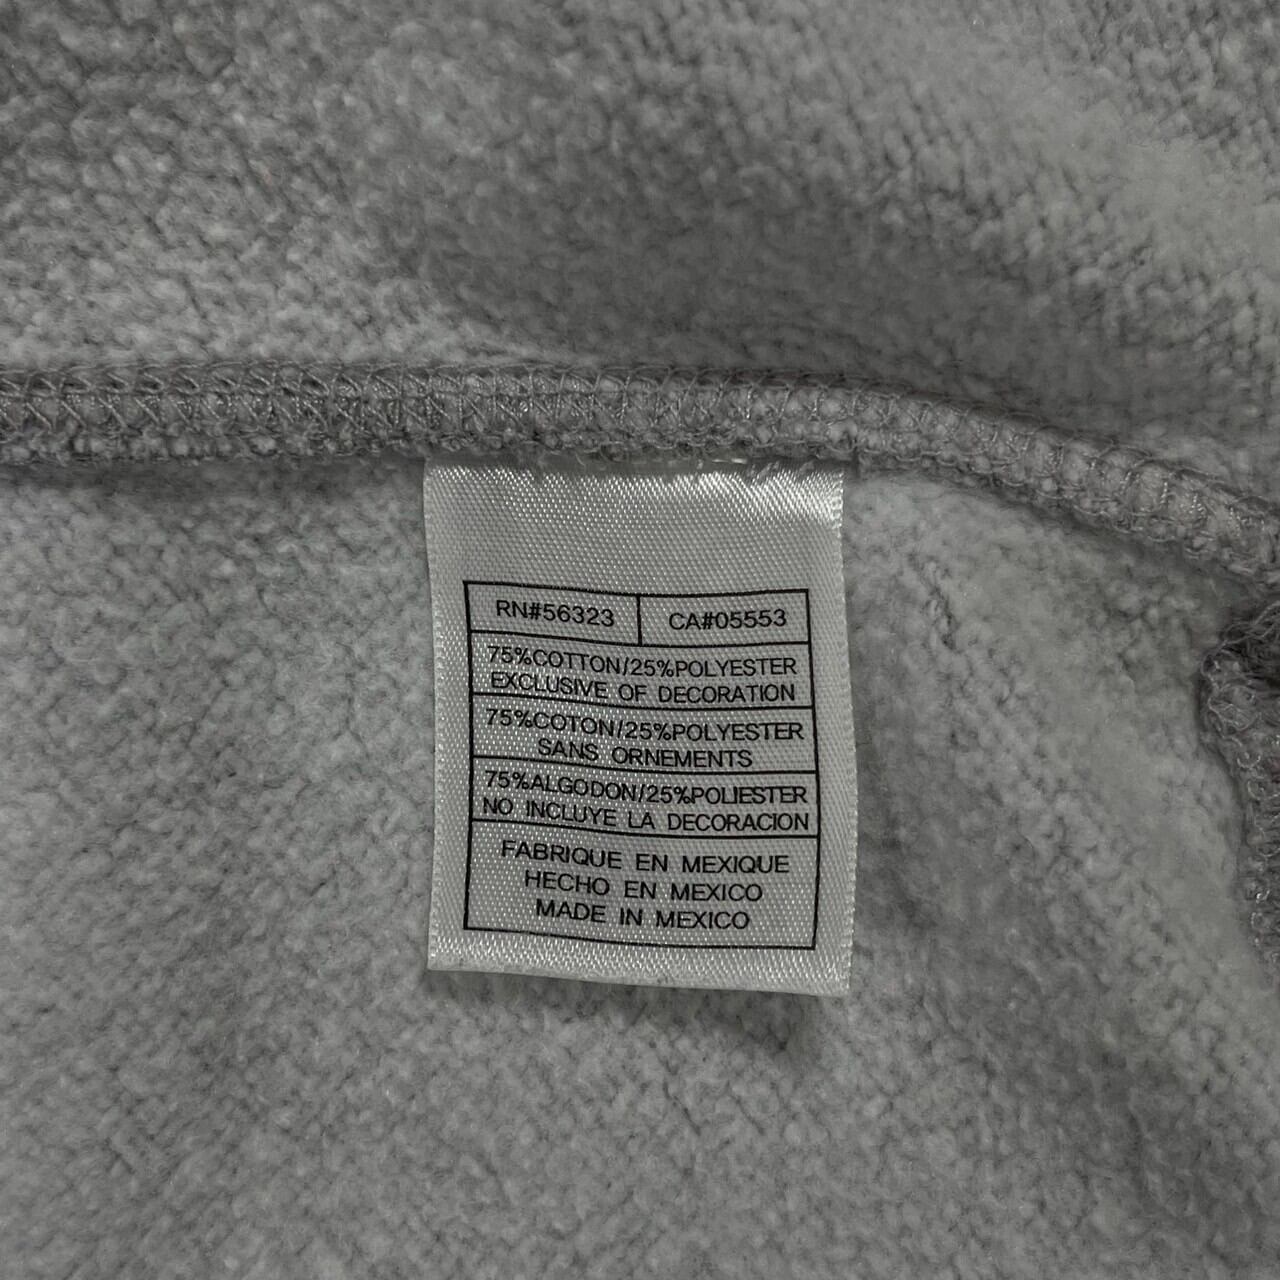 RN#56323 CA#05553
75%COTTON/25%POLYESTER
EXCLUSIVE OF DECORATION
75%COTON/25%POLYESTER
SANS ORNEMENTS
75%ALGODON/25%POLIESTER
NO INCLUYE LA DECORACION
FABRIQUE EN MEXIQUE
HECHO EN MEXICO
MADE IN MEXICO